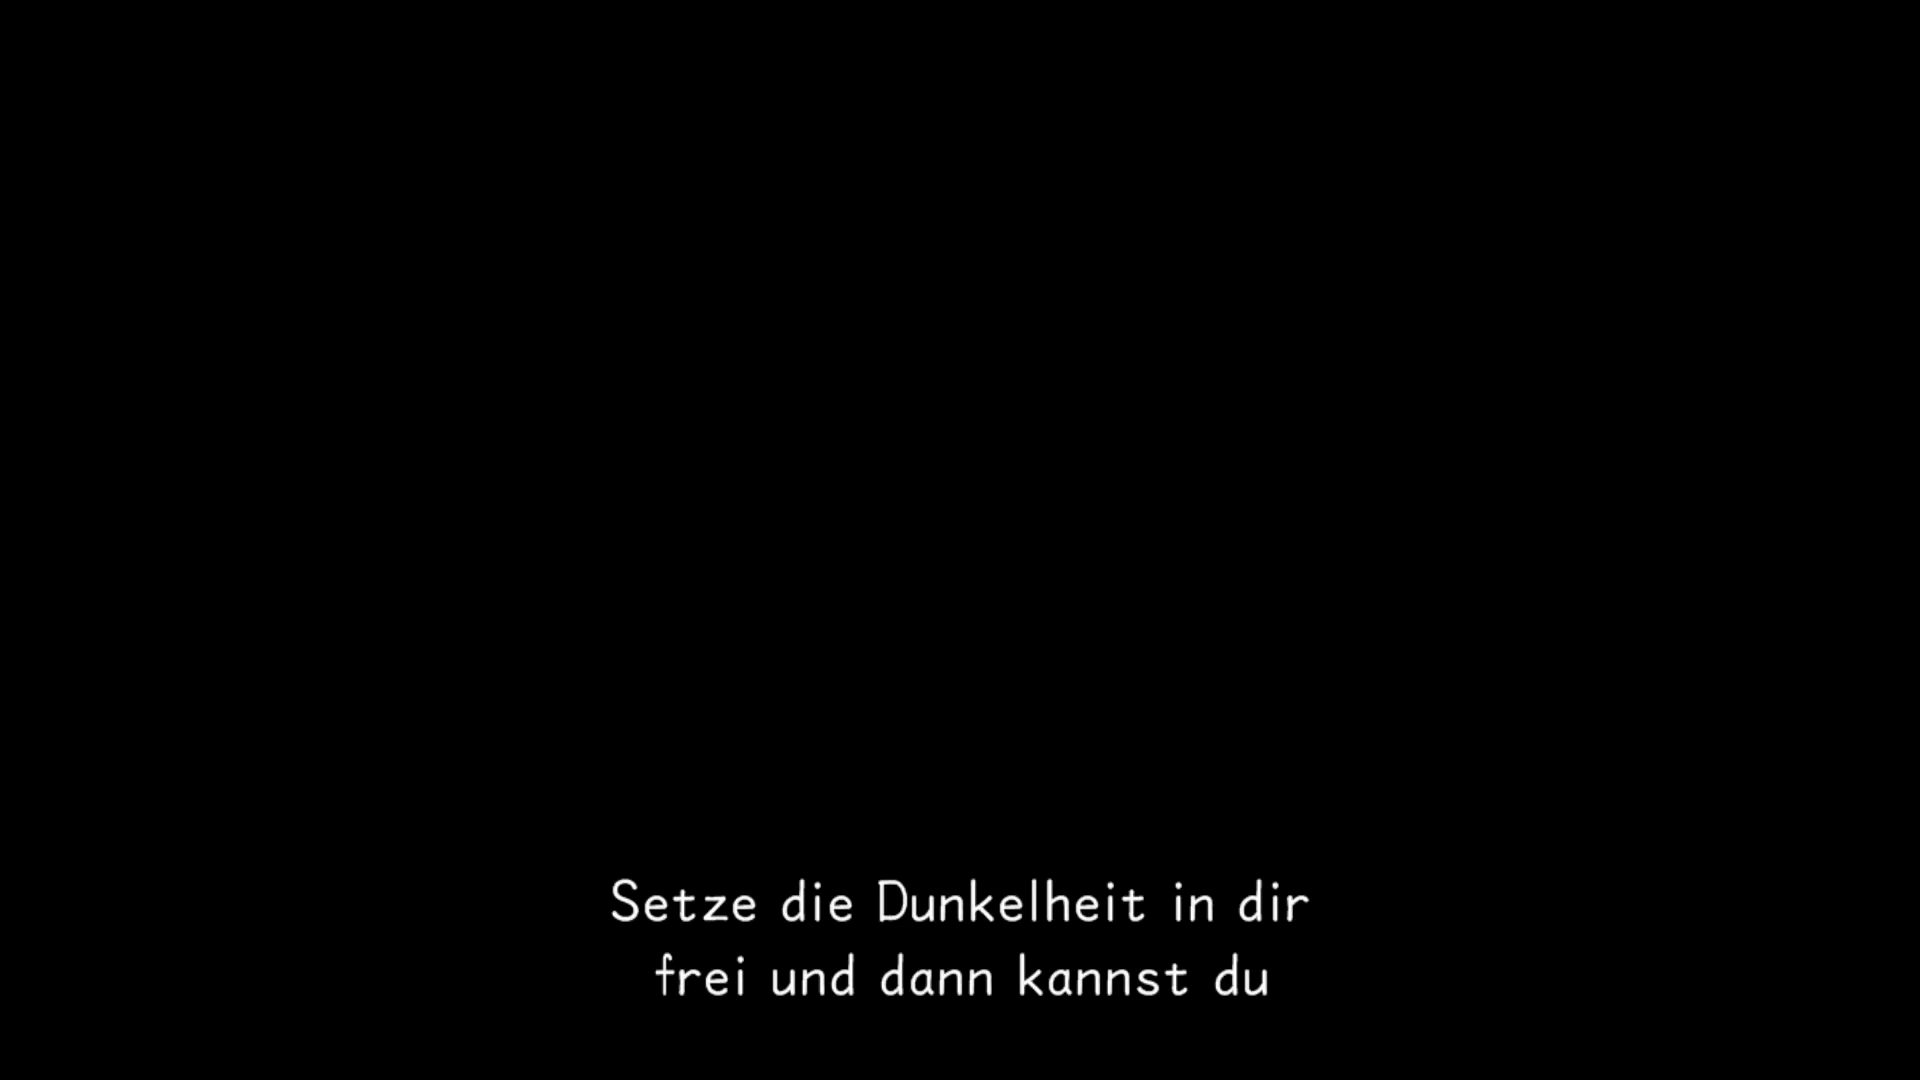 Setze die Dunkelheit in dir
frei und dann kannst du